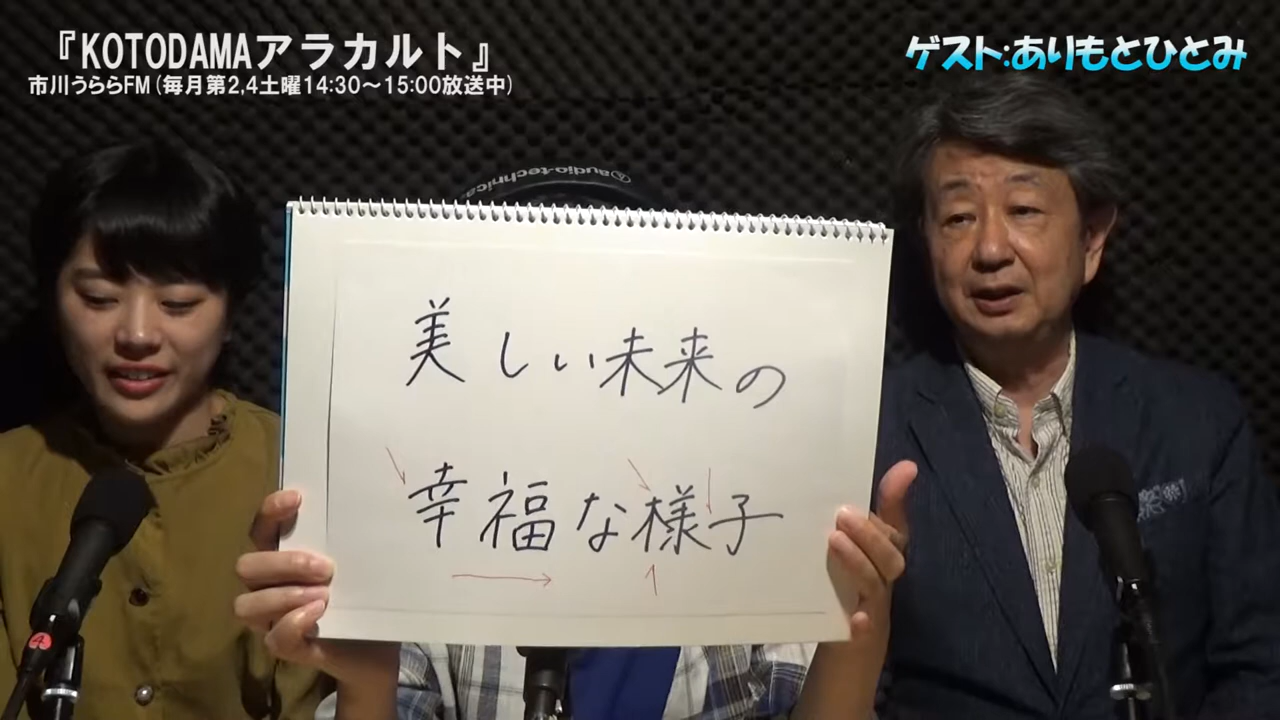 『KOTODAMAアラカルト』
市川うららFM(毎月第2,4土曜14:30～15:00放送中)
ゲスト:ありもとひとみ
audio-technica
美しい未来の
幸福な様子
4